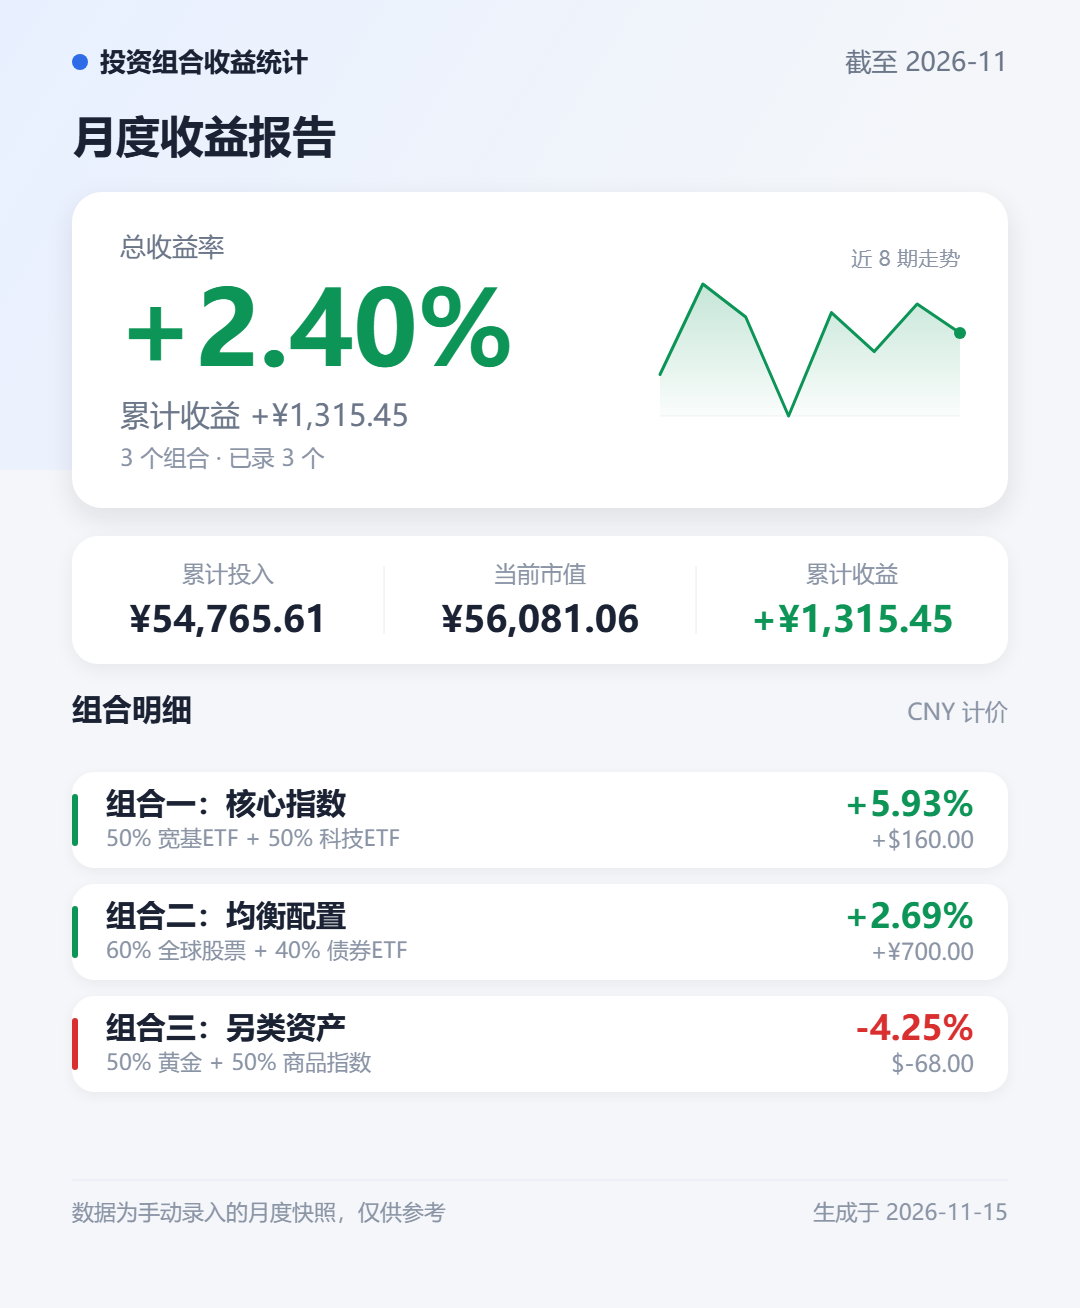 投资组合收益统计
截至 2026-11
月度收益报告
总收益率
+2.40%
累计收益 +¥1,315.45
3 个组合 · 已录 3 个
近 8 期走势
累计投入
¥54,765.61
当前市值
¥56,081.06
累计收益
+¥1,315.45
组合明细
CNY 计价
组合一：核心指数
50% 宽基ETF + 50% 科技ETF
+5.93%
+$160.00
组合二：均衡配置
60% 全球股票 + 40% 债券ETF
+2.69%
+¥700.00
组合三：另类资产
50% 黄金 + 50% 商品指数
-4.25%
$-68.00
数据为手动录入的月度快照，仅供参考
生成于 2026-11-15